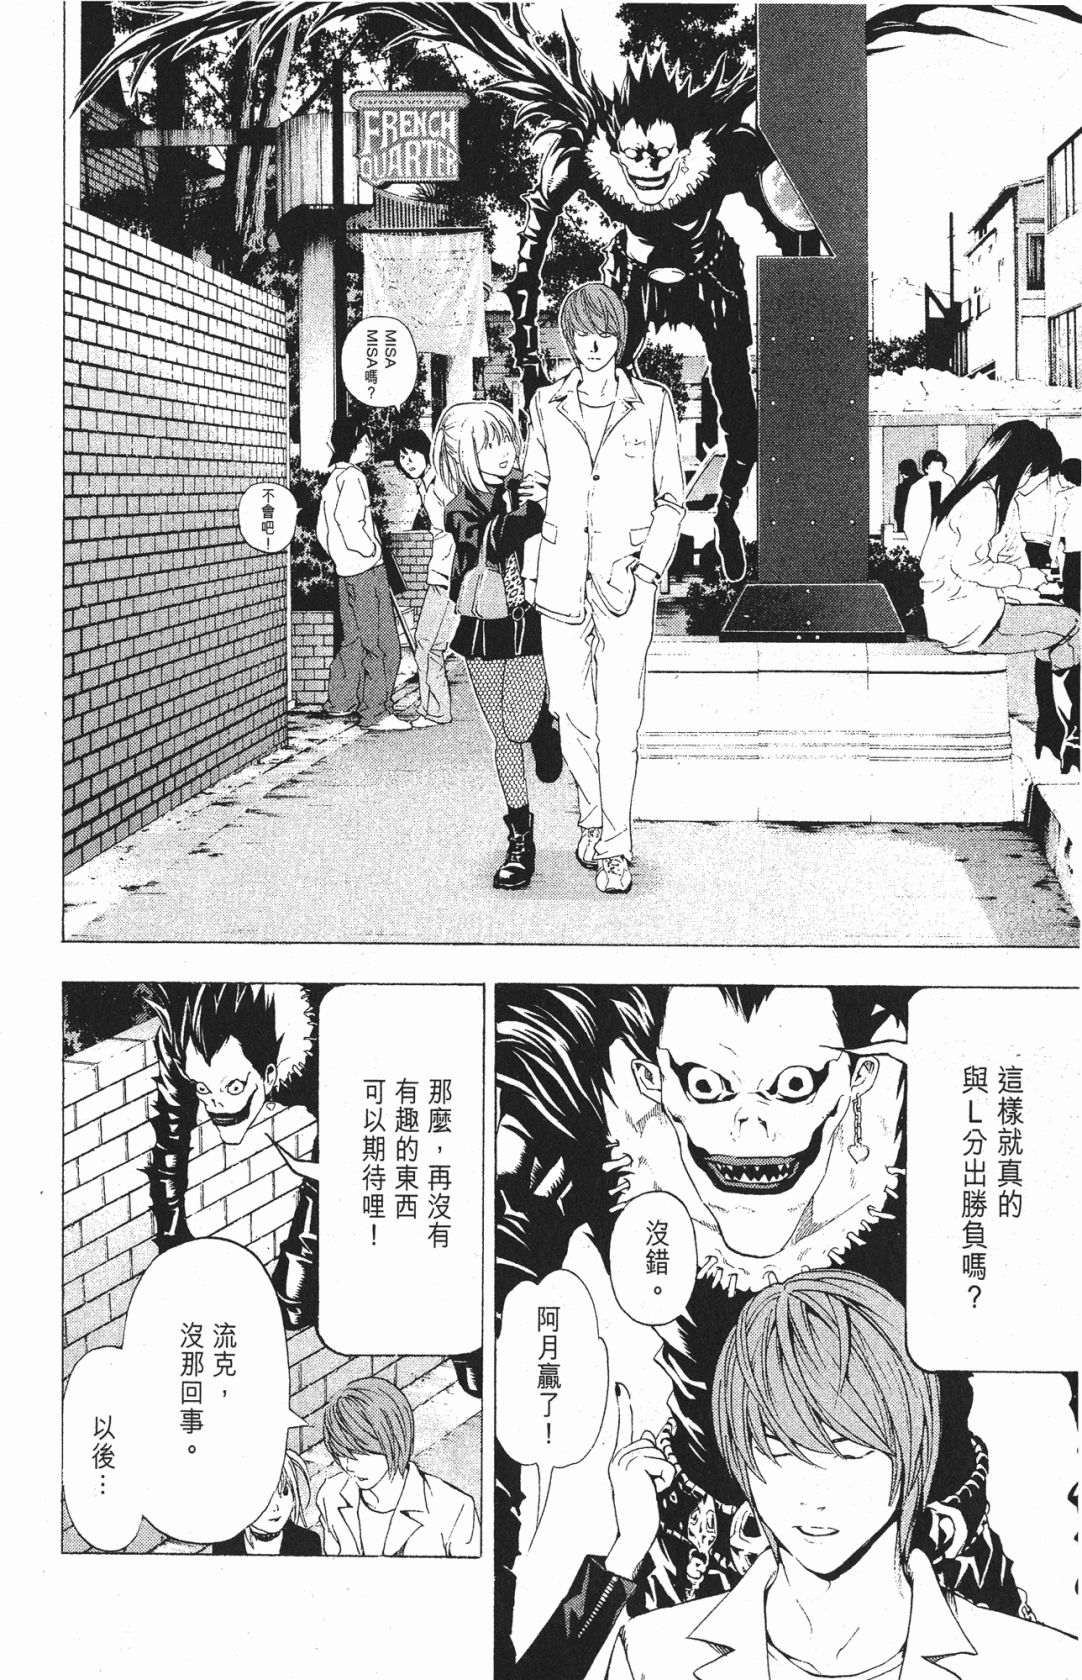 FRENCH
QUARTER
MISA
MISA嗎？
不會吧！
這樣就真的
與L分出勝負嗎？
沒錯。
阿月贏了！
那麼，再沒有
有趣的東西
可以期待哩！
流克，
沒那回事。
以後…